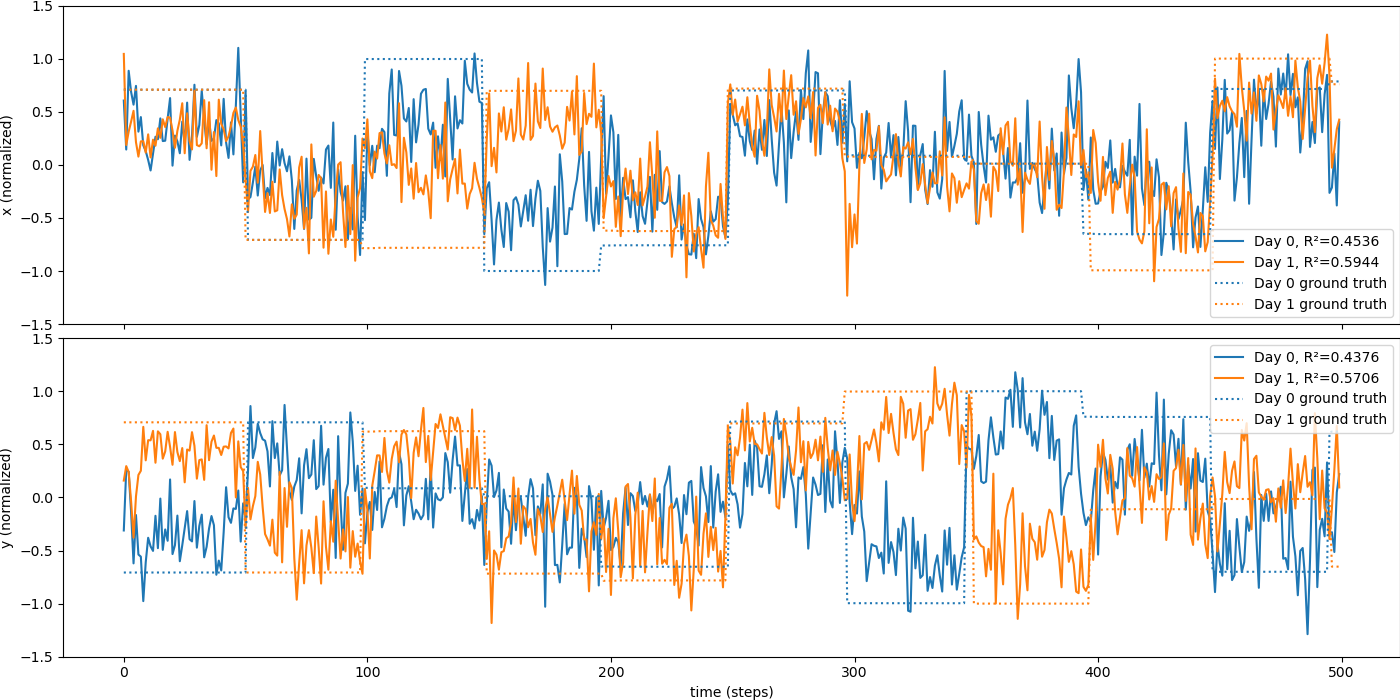 1.5
1.0
0.5
0.0
−0.5
−1.0
−1.5
x (normalized)
Day 0, R²=0.4536
Day 1, R²=0.5944
Day 0 ground truth
Day 1 ground truth
1.5
1.0
0.5
0.0
−0.5
−1.0
−1.5
y (normalized)
Day 0, R²=0.4376
Day 1, R²=0.5706
Day 0 ground truth
Day 1 ground truth
0 100 200 300 400 500
time (steps)